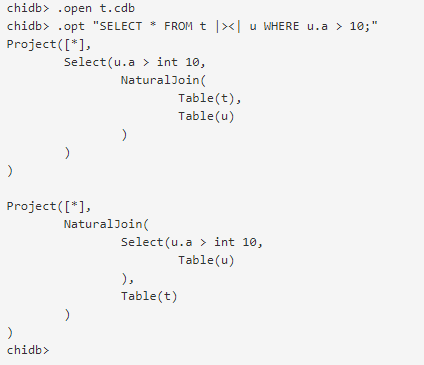 chidb> .open t.cdb
chidb> .opt "SELECT * FROM t |><| u WHERE u.a > 10;"
Project([*],
        Select(u.a > int 10,
                NaturalJoin(
                        Table(t),
                        Table(u)
                )
        )
)

Project([*],
        NaturalJoin(
                Select(u.a > int 10,
                        Table(u)
                ),
                Table(t)
        )
)
chidb>